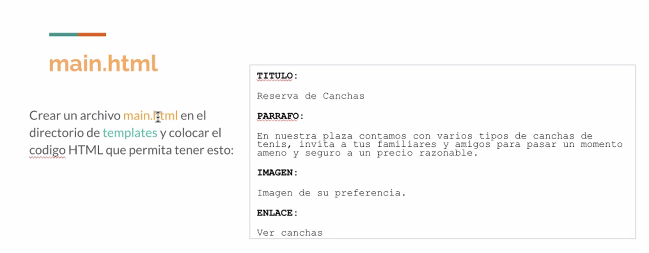 main.html
Crear un archivo main.html en el
directorio de templates y colocar el
codigo HTML que permita tener esto:
TITULO:
Reserva de Canchas
PARRAFO:
En nuestra plaza contamos con varios tipos de canchas de
tenis, invita a tus familiares y amigos para pasar un momento
ameno y seguro a un precio razonable.
IMAGEN:
Imagen de su preferencia.
ENLACE:
Ver canchas